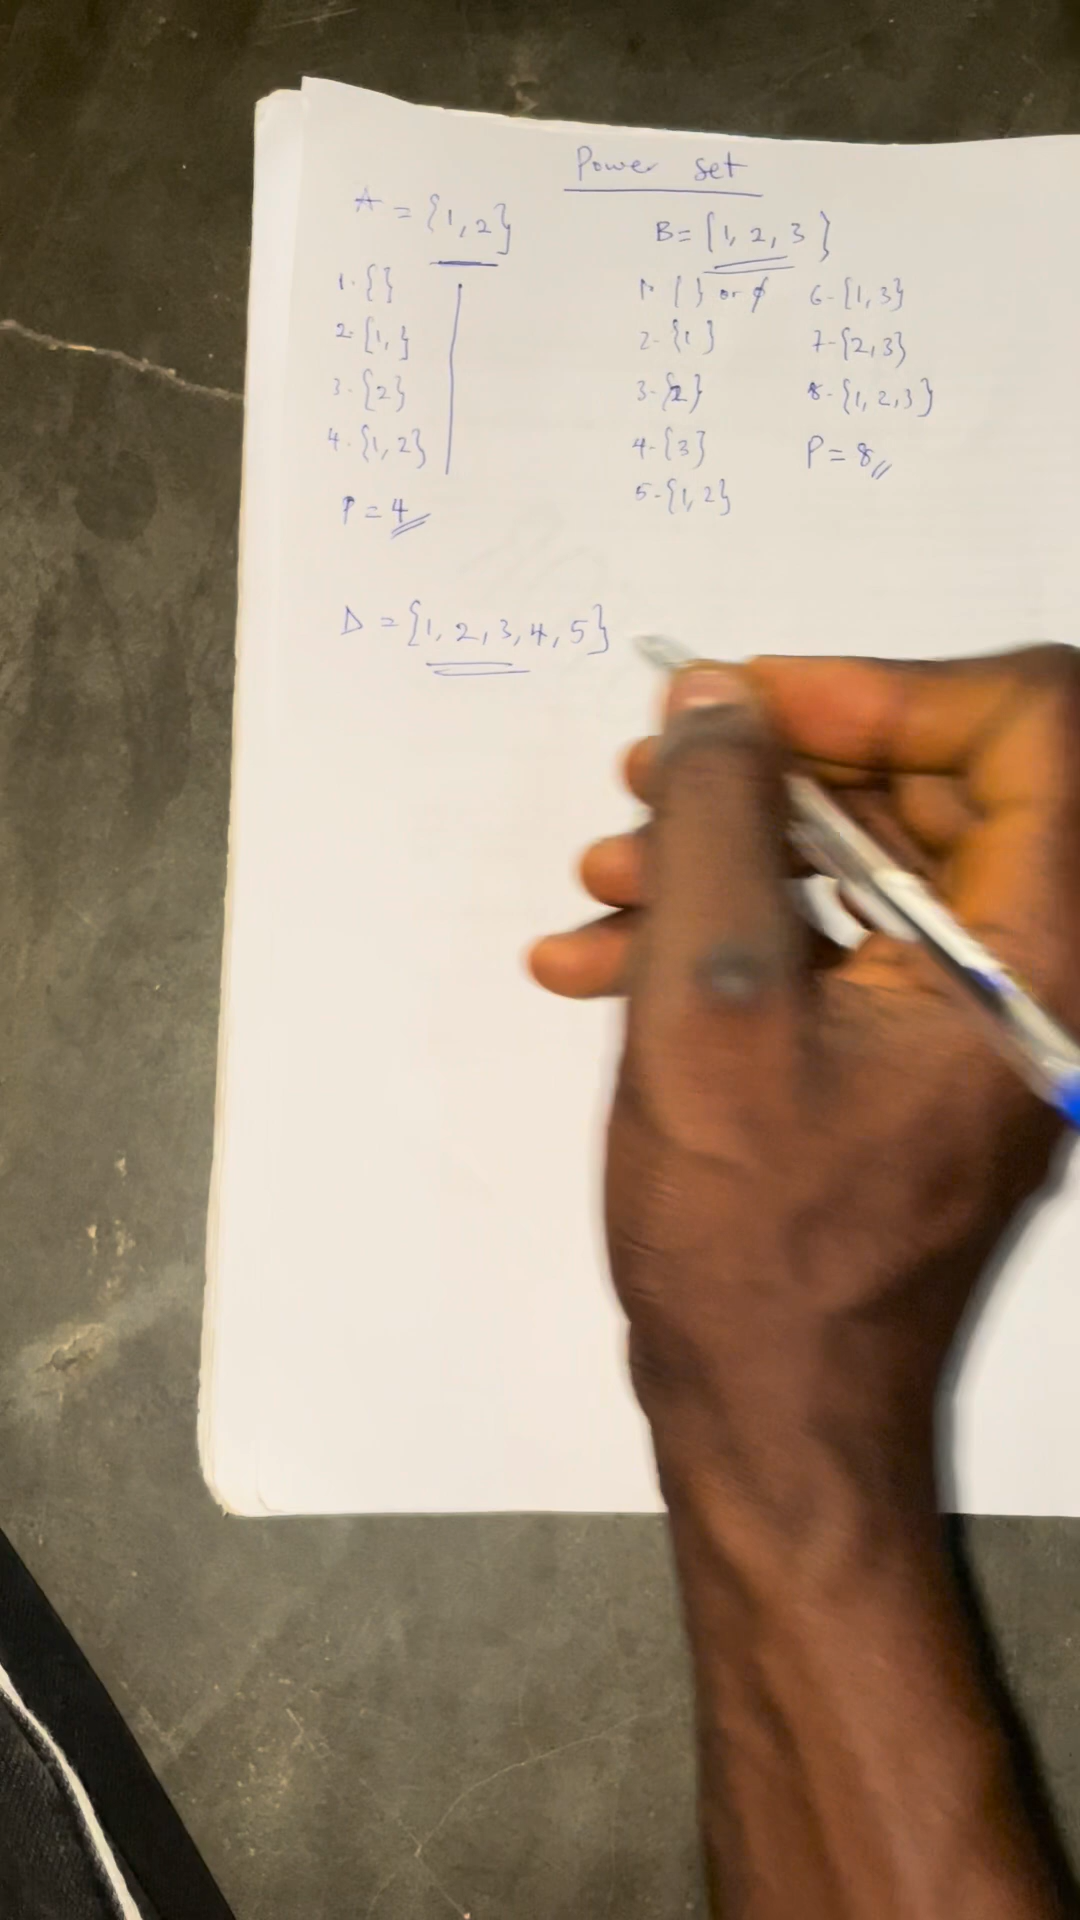 Power set
A = {1, 2}
1. {}
2. {1,}
3. {2}
4. {1, 2}
P = 4
B = {1, 2, 3}
1. { } or ∅
2- {1}
3- {2}
4- {3}
5- {1, 2}
6- {1, 3}
7- {2, 3}
8- {1, 2, 3}
P = 8
D = {1, 2, 3, 4, 5}